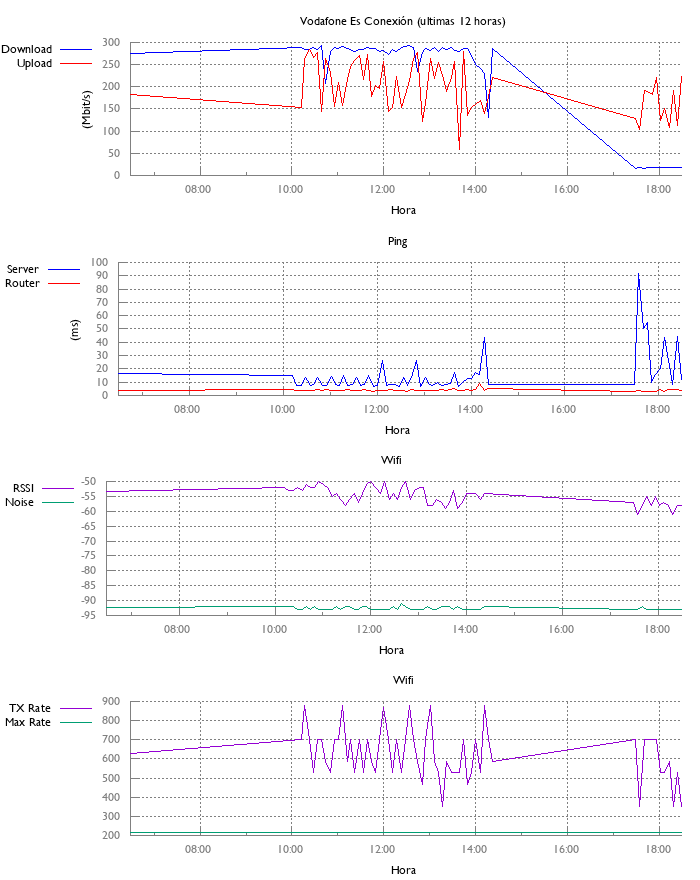 Vodafone Es Conexión (ultimas 12 horas)
Download
Upload
(Mbit/s)
300
250
200
150
100
50
0
08:00 10:00 12:00 14:00 16:00 18:00
Hora
Ping
Server
Router
(ms)
100
90
80
70
60
50
40
30
20
10
0
08:00 10:00 12:00 14:00 16:00 18:00
Hora
Wifi
RSSI
Noise
-50
-55
-60
-65
-70
-75
-80
-85
-90
-95
08:00 10:00 12:00 14:00 16:00 18:00
Hora
Wifi
TX Rate
Max Rate
900
800
700
600
500
400
300
200
08:00 10:00 12:00 14:00 16:00 18:00
Hora